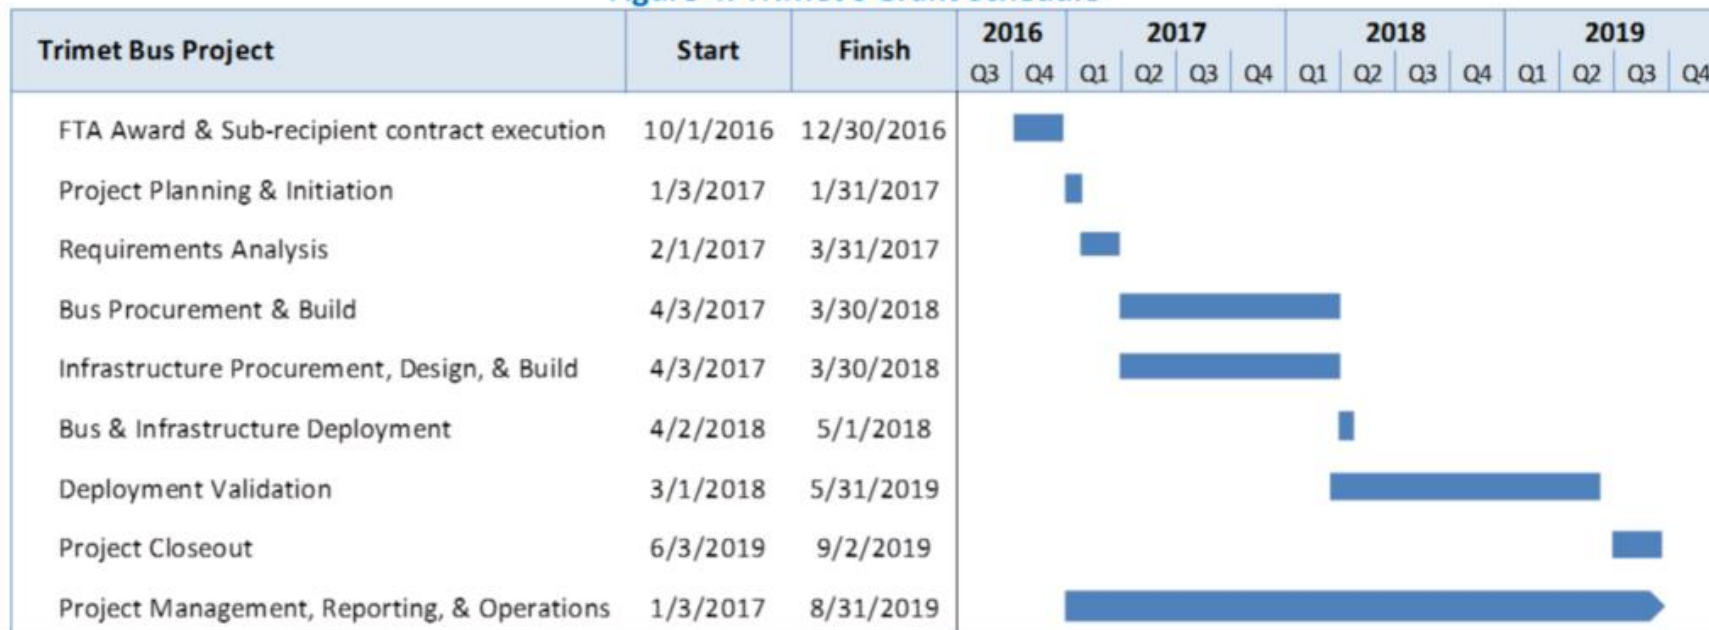 Trimet Bus Project Start Finish 2016 2017 2018 2019
Q3 Q4 Q1 Q2 Q3 Q4 Q1 Q2 Q3 Q4 Q1 Q2 Q3 Q4
FTA Award & Sub-recipient contract execution 10/1/2016 12/30/2016
Project Planning & Initiation 1/3/2017 1/31/2017
Requirements Analysis 2/1/2017 3/31/2017
Bus Procurement & Build 4/3/2017 3/30/2018
Infrastructure Procurement, Design, & Build 4/3/2017 3/30/2018
Bus & Infrastructure Deployment 4/2/2018 5/1/2018
Deployment Validation 3/1/2018 5/31/2019
Project Closeout 6/3/2019 9/2/2019
Project Management, Reporting, & Operations 1/3/2017 8/31/2019